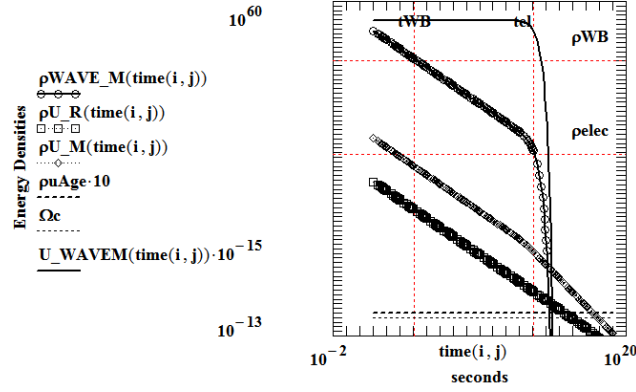 10^60
tWB
tel
ρWB
ρWAVE_M(time(i,j))
ρU_R(time(i,j))
ρU_M(time(i,j))
ρuAge·10
Ωc
U_WAVEM(time(i,j))·10^-15
Energy Densities
ρelec
10^-13
10^-2
time(i,j)
10^20
seconds